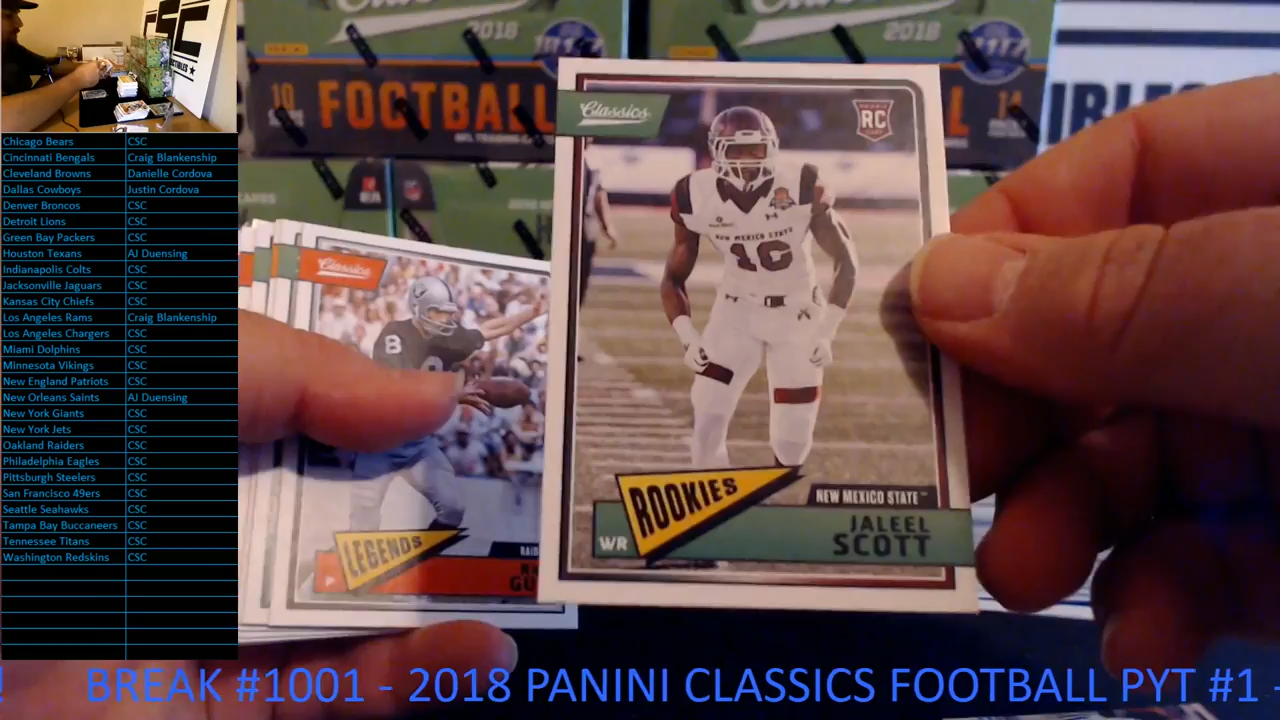 Chicago Bears CSC
Cincinnati Bengals Craig Blankenship
Cleveland Browns Danielle Cordova
Dallas Cowboys Justin Cordova
Denver Broncos CSC
Detroit Lions CSC
Green Bay Packers CSC
Houston Texans AJ Duensing
Indianapolis Colts CSC
Jacksonville Jaguars CSC
Kansas City Chiefs CSC
Los Angeles Rams Craig Blankenship
Los Angeles Chargers CSC
Miami Dolphins CSC
Minnesota Vikings CSC
New England Patriots CSC
New Orleans Saints AJ Duensing
New York Giants CSC
New York Jets CSC
Oakland Raiders CSC
Philadelphia Eagles CSC
Pittsburgh Steelers CSC
San Francisco 49ers CSC
Seattle Seahawks CSC
Tampa Bay Buccaneers CSC
Tennessee Titans CSC
Washington Redskins CSC
CSC
2018
2018
10
FOOTBALL
14
Classics
RC
NEW MEXICO STATE
10
ROOKIES
NEW MEXICO STATE
WR
JALEEL
SCOTT
Classics
8
LEGENDS
P
BREAK #1001 - 2018 PANINI CLASSICS FOOTBALL PYT #1 -